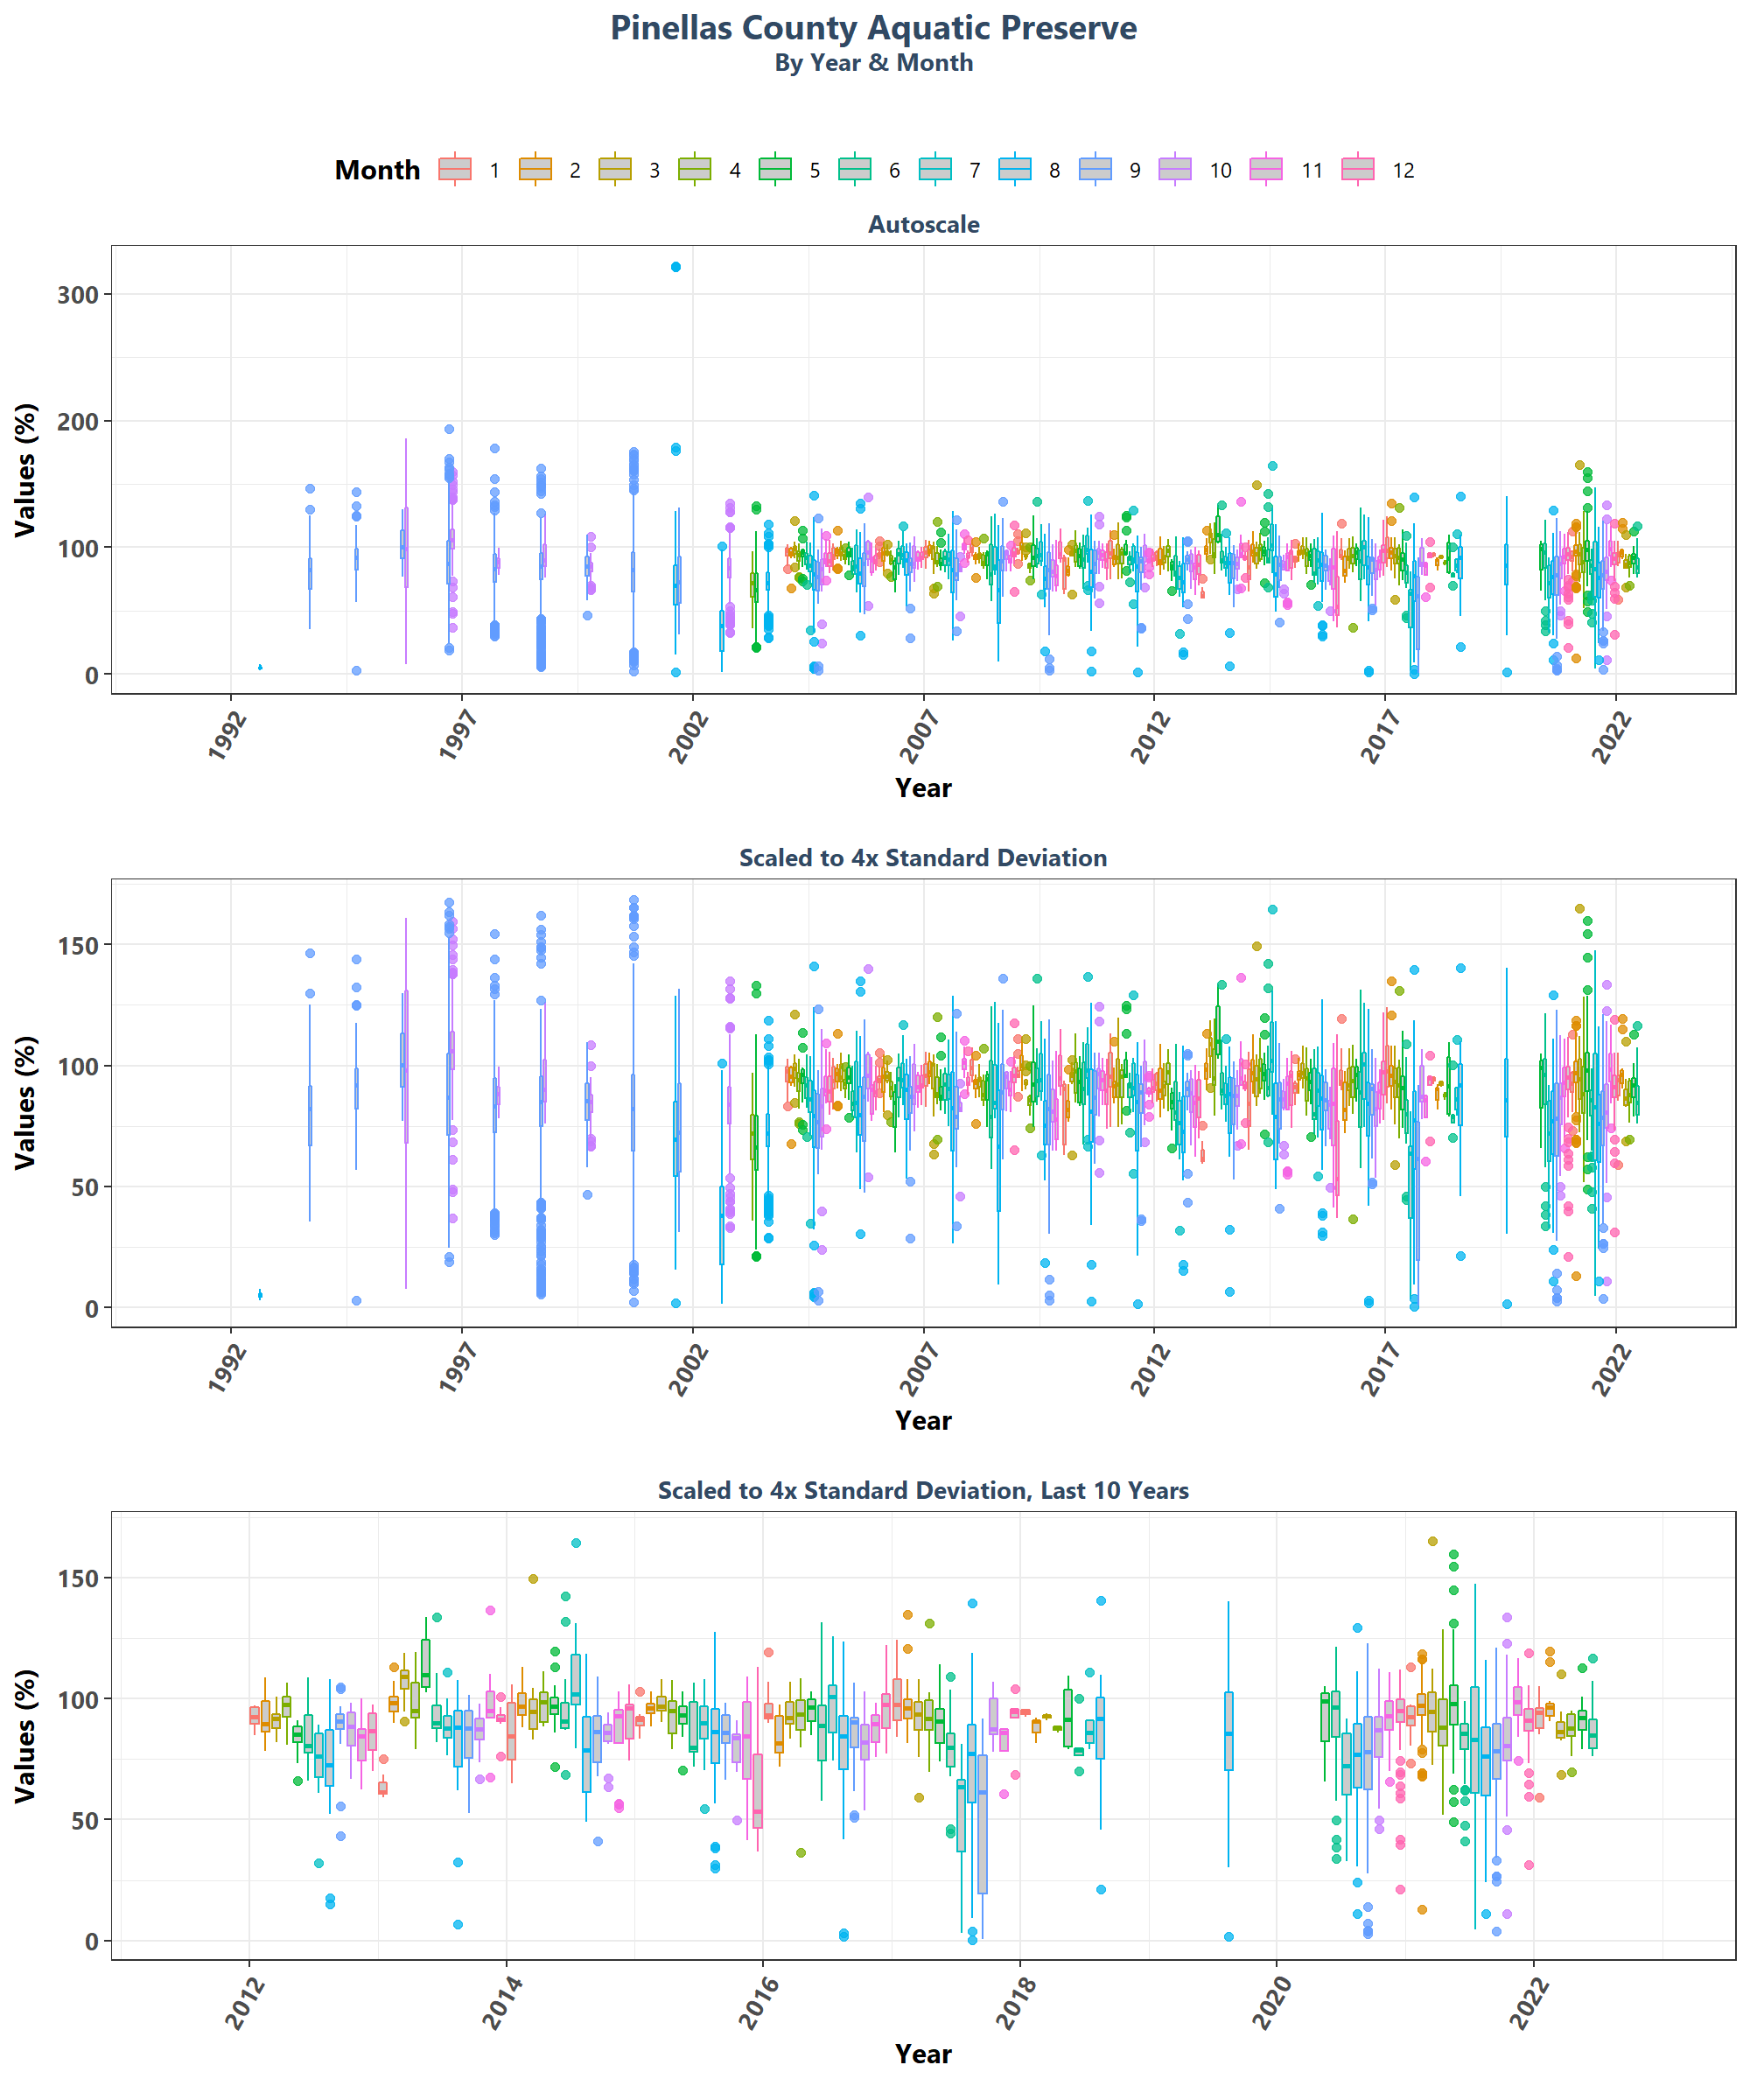 Pinellas County Aquatic Preserve
By Year & Month
Month 1 2 3 4 5 6 7 8 9 10 11 12
Autoscale
Values (%)
300
200
100
0
1992 1997 2002 2007 2012 2017 2022
Year
Scaled to 4x Standard Deviation
Values (%)
150
100
50
0
1992 1997 2002 2007 2012 2017 2022
Year
Scaled to 4x Standard Deviation, Last 10 Years
Values (%)
150
100
50
0
2012 2014 2016 2018 2020 2022
Year